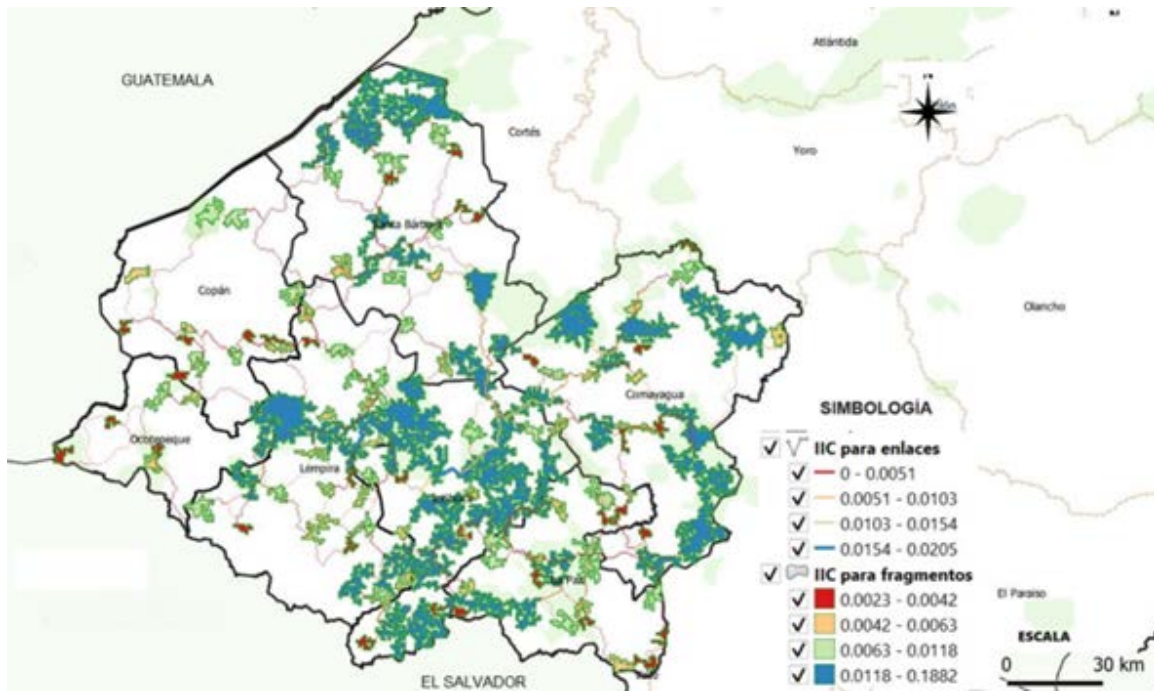 Atlántida
GUATEMALA
Cortés
Yoro
Santa Bárbara
Copán
Olancho
Comayagua
Ocotepeque
Lempira
La Paz
El Paraíso
EL SALVADOR
SIMBOLOGÍA
IIC para enlaces
0 - 0.0051
0.0051 - 0.0103
0.0103 - 0.0154
0.0154 - 0.0205
IIC para fragmentos
0.0023 - 0.0042
0.0042 - 0.0063
0.0063 - 0.0118
0.0118 - 0.1882
ESCALA
0 30 km